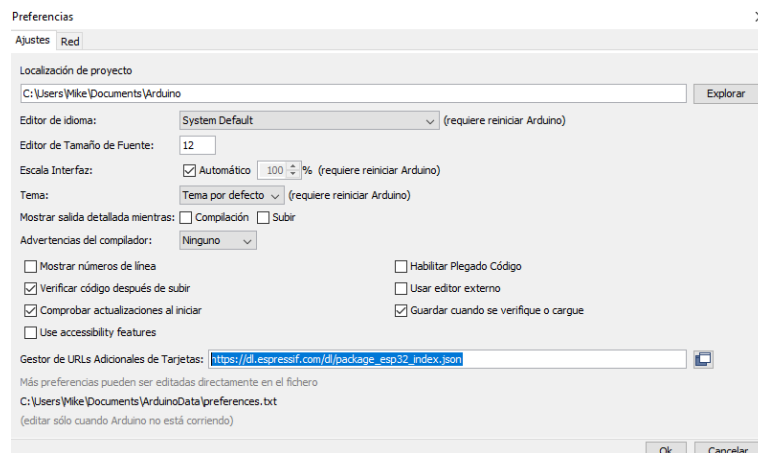 Preferencias
Ajustes Red
Localización de proyecto
C:\Users\Mike\Documents\Arduino Explorar
Editor de idioma: System Default (requiere reiniciar Arduino)
Editor de Tamaño de Fuente: 12
Escala Interfaz: Automático 100 % (requiere reiniciar Arduino)
Tema: Tema por defecto (requiere reiniciar Arduino)
Mostrar salida detallada mientras: Compilación Subir
Advertencias del compilador: Ninguno
Mostrar números de línea Habilitar Plegado Código
Verificar código después de subir Usar editor externo
Comprobar actualizaciones al iniciar Guardar cuando se verifique o cargue
Use accessibility features
Gestor de URLs Adicionales de Tarjetas: https://dl.espressif.com/dl/package_esp32_index.json
Más preferencias pueden ser editadas directamente en el fichero
C:\Users\Mike\Documents\ArduinoData\preferences.txt
(editar sólo cuando Arduino no está corriendo)
Ok Cancelar